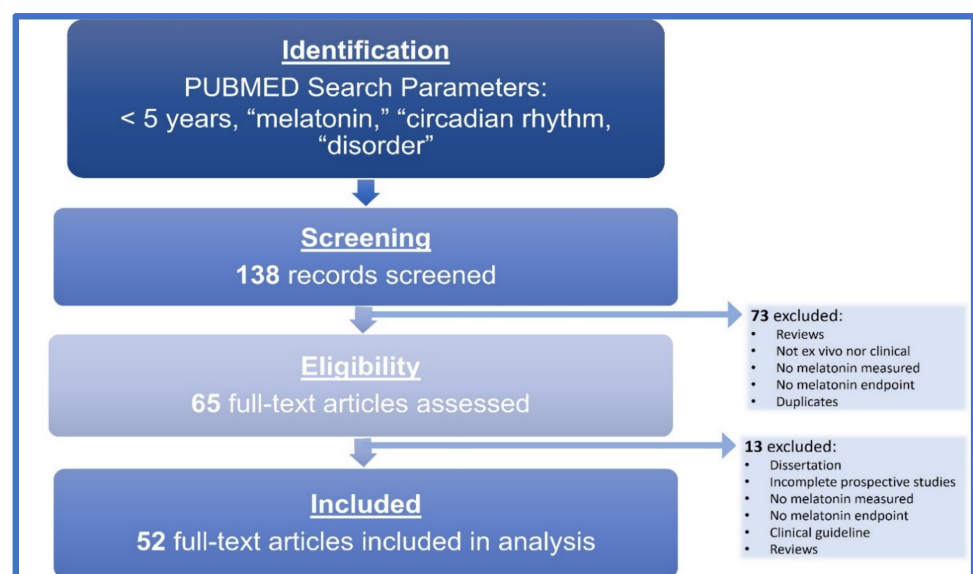 Identification
PUBMED Search Parameters:
< 5 years, “melatonin,” “circadian rhythm,
“disorder”
Screening
138 records screened
73 excluded:
• Reviews
• Not ex vivo nor clinical
• No melatonin measured
• No melatonin endpoint
• Duplicates
Eligibility
65 full-text articles assessed
13 excluded:
• Dissertation
• Incomplete prospective studies
• No melatonin measured
• No melatonin endpoint
• Clinical guideline
• Reviews
Included
52 full-text articles included in analysis